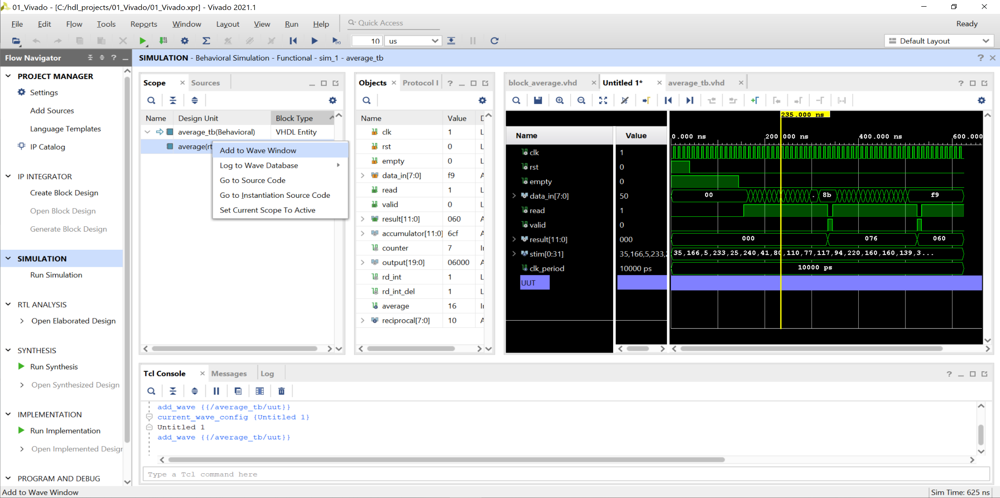 01_Vivado - [C:/hdl_projects/01_Vivado/01_Vivado.xpr] - Vivado 2021.1
File Edit Flow Tools Reports Window Layout View Run Help Quick Access Ready
10 us Default Layout
Flow Navigator
SIMULATION - Behavioral Simulation - Functional - sim_1 - average_tb
PROJECT MANAGER
Settings
Add Sources
Language Templates
IP Catalog
IP INTEGRATOR
Create Block Design
Open Block Design
Generate Block Design
SIMULATION
Run Simulation
RTL ANALYSIS
Open Elaborated Design
SYNTHESIS
Run Synthesis
Open Synthesized Design
IMPLEMENTATION
Run Implementation
Open Implemented Desigr
PROGRAM AND DEBUG
Scope Sources
Name Design Unit Block Type
average_tb(Behavioral) VHDL Entity
average(rt
Add to Wave Window
Log to Wave Database
Go to Source Code
Go to Instantiation Source Code
Set Current Scope To Active
Objects Protocol I
Name Value
clk 1 L
rst 0 L
empty 0 L
data_in[7:0] f9 A
read 1 L
valid 0 L
result[11:0] 060 A
accumulator[11:0] 6cf A
counter 7 I
output[19:0] 06000 A
rd_int 1 L
rd_int_del 1 L
average 16 I
reciprocal[7:0] 10 A
block_average.vhd Untitled 1* average_tb.vhd
235.000 ns
Name Value 0.000 ns 200 000 ns 400.000 ns 600.000
clk 1
rst 0
empty 0
data_in[7:0] 50 00 . 8b f9
read 1
valid 0
result[11:0] 000 000 076 060
stim[0:31] 35,166,5,233, 35,166,5,233,25,240,41,80,110,77,117,94,220,160,160,139,3...
clk_period 10000 ps 10000 ps
UUT
Tcl Console Messages Log
add_wave {{/average_tb/uut}}
current_wave_config {Untitled 1}
Untitled 1
add_wave {{/average_tb/uut}}
Type a Tcl command here
Add to Wave Window Sim Time: 625 ns